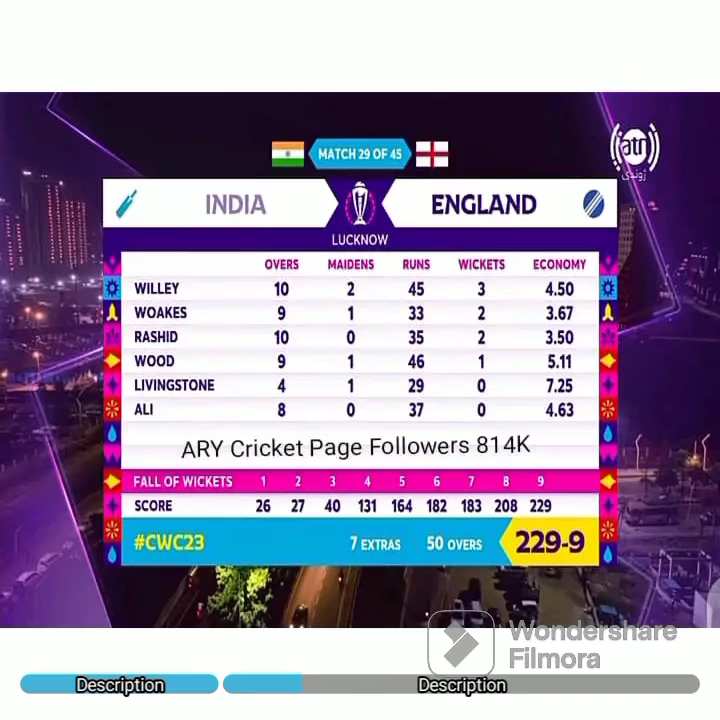 MATCH 29 OF 45
atn
ژوندی
INDIA ENGLAND
LUCKNOW
OVERS MAIDENS RUNS WICKETS ECONOMY
WILLEY 10 2 45 3 4.50
WOAKES 9 1 33 2 3.67
RASHID 10 0 35 2 3.50
WOOD 9 1 46 1 5.11
LIVINGSTONE 4 1 29 0 7.25
ALI 8 0 37 0 4.63
ARY Cricket Page Followers 814K
FALL OF WICKETS 1 2 3 4 5 6 7 8 9
SCORE 26 27 40 131 164 182 183 208 229
#CWC23 7 EXTRAS 50 OVERS 229-9
Wondershare
Filmora
Description Description